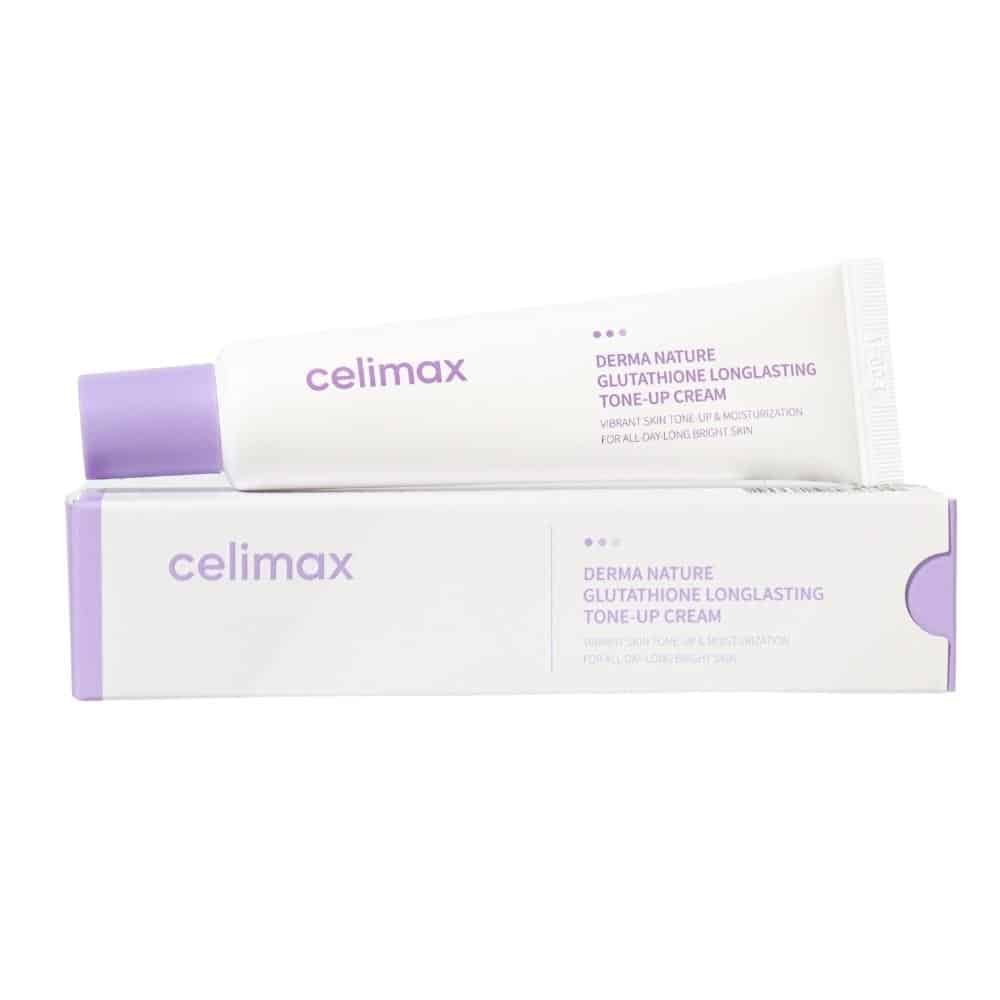 celimax
DERMA NATURE
GLUTATHIONE LONGLASTING
TONE-UP CREAM
VIBRANT SKIN TONE-UP & MOISTURIZATION
FOR ALL-DAY-LONG BRIGHT SKIN
celimax
DERMA NATURE
GLUTATHIONE LONGLASTING
TONE-UP CREAM
VIBRANT SKIN TONE-UP & MOISTURIZATION
FOR ALL-DAY-LONG BRIGHT SKIN